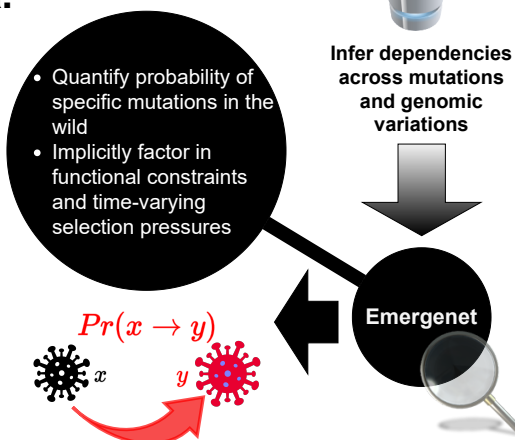 Infer dependencies
across mutations
and genomic
variations
• Quantify probability of
specific mutations in the
wild
• Implicitly factor in
functional constraints
and time-varying
selection pressures
Emergenet
Pr(x → y)
x
y